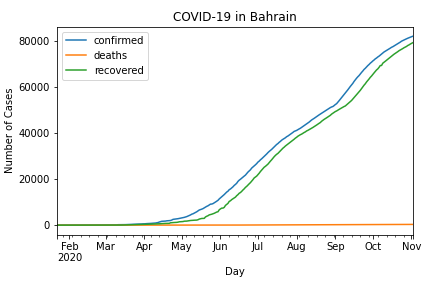 COVID-19 in Bahrain
confirmed
deaths
recovered
Number of Cases
80000
60000
40000
20000
0
Feb Mar Apr May Jun Jul Aug Sep Oct Nov
2020
Day